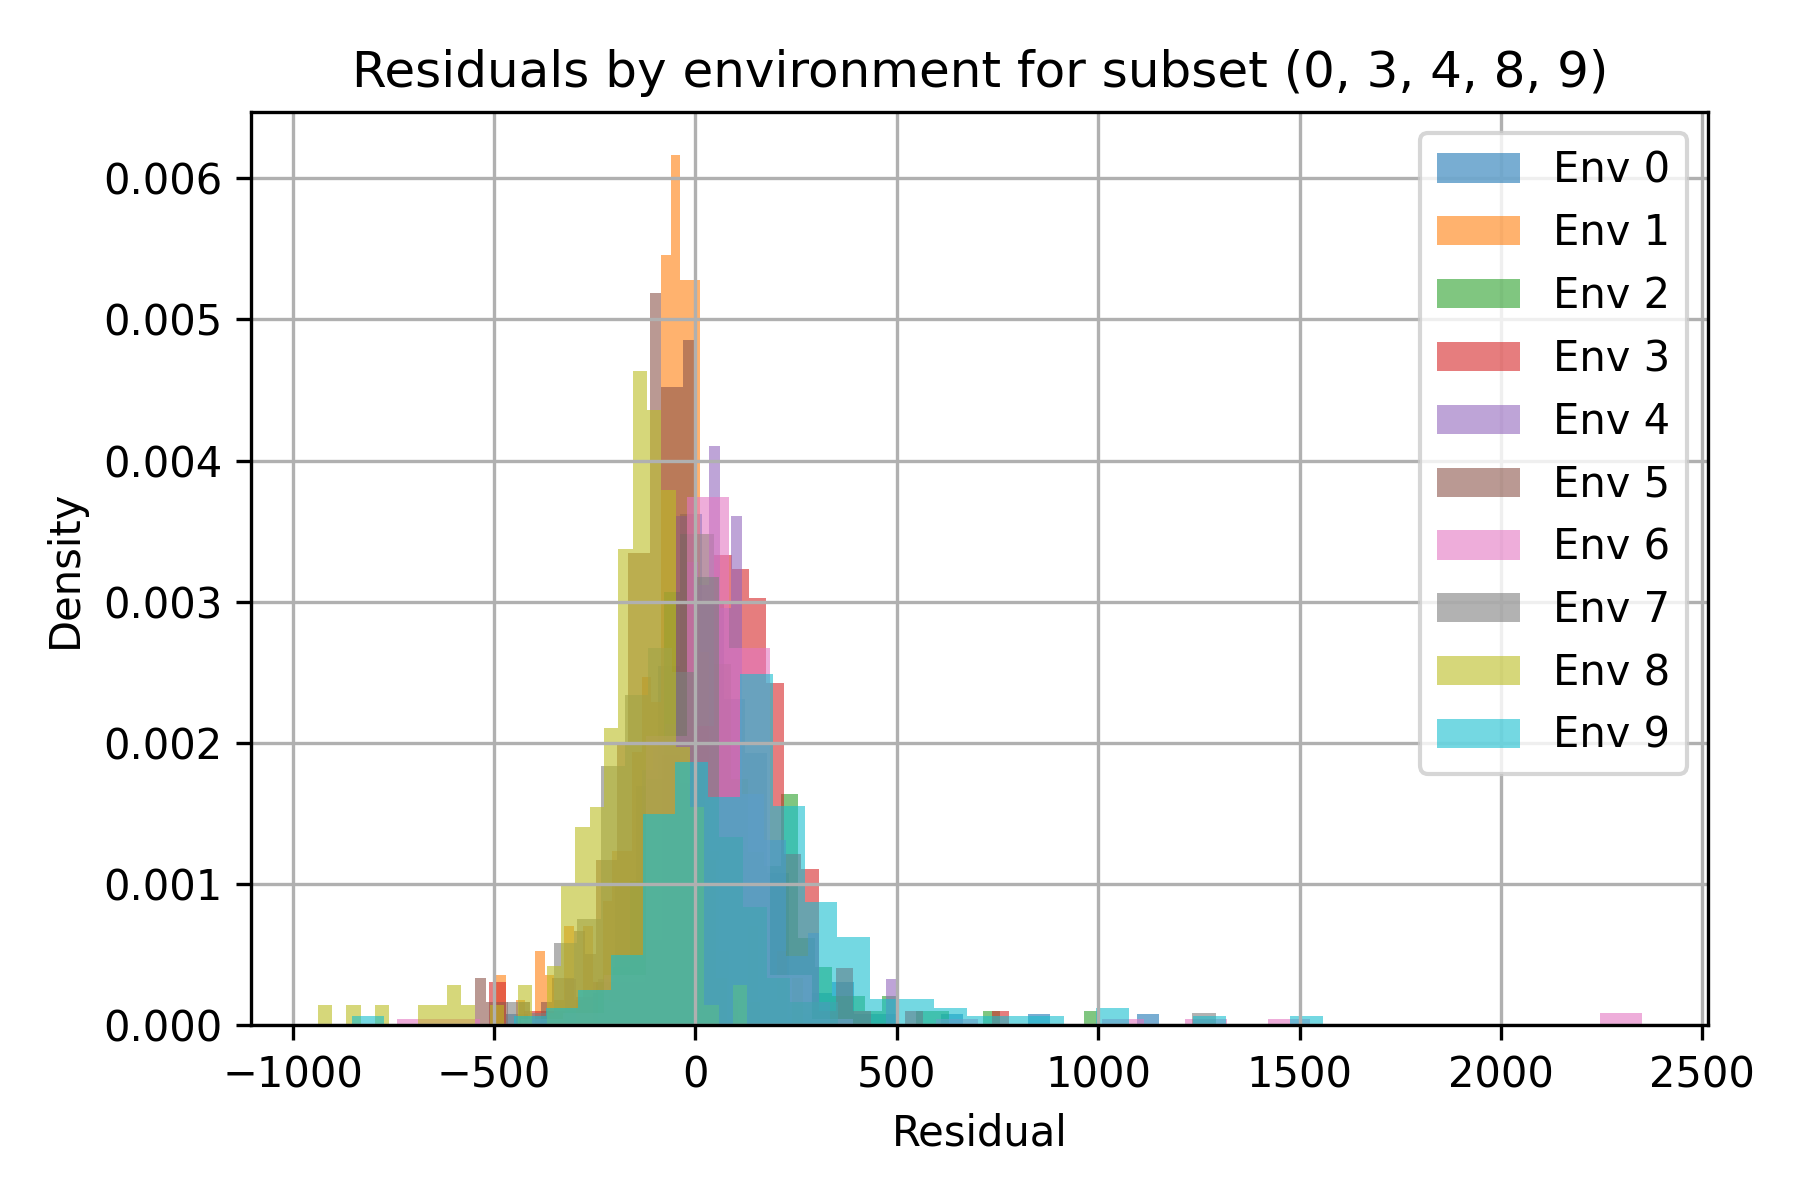 Residuals by environment for subset (0, 3, 4, 8, 9)
0.006
0.005
0.004
0.003
0.002
0.001
0.000
Density
−1000
−500
0
500
1000
1500
2000
2500
Residual
Env 0
Env 1
Env 2
Env 3
Env 4
Env 5
Env 6
Env 7
Env 8
Env 9